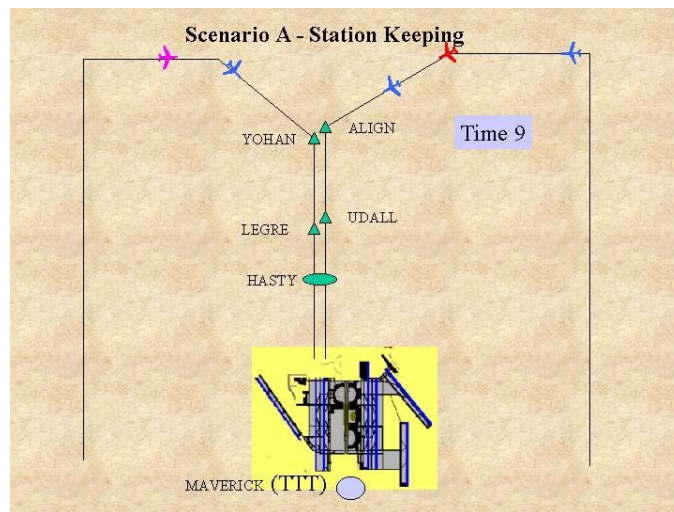 Scenario A - Station Keeping
ALIGN
YOHAN
Time 9
UDALL
LEGRE
HASTY
MAVERICK (TTT)